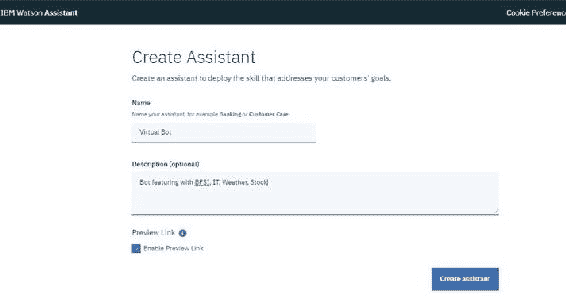 IBM Watson Assistant
Cookie Preferenc
Create Assistant
Create an assistant to deploy the skill that addresses your customers' goals.
Name
Name your assistant, for example Banking or Customer Care
Virtual Bot
Description (optional)
Bot featuring with BFSI, IT, Weather, Stock
Preview Link
Enable Preview Link
Create assistant